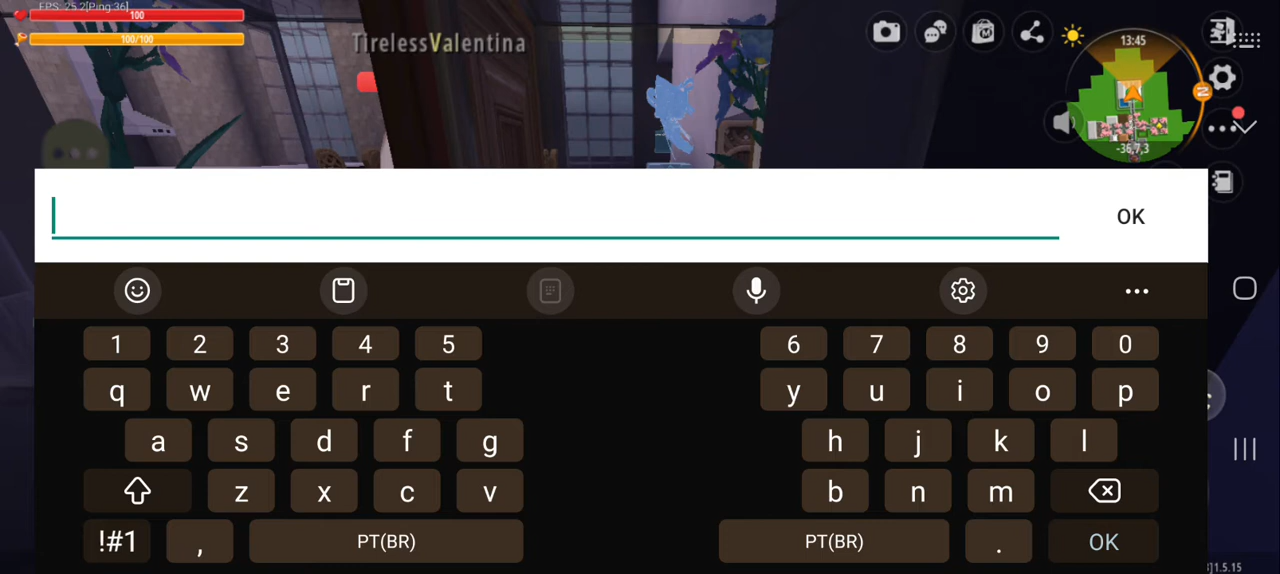 FPS: 25.2[Ping:36]
100
100/100
TirelessValentina
13:45
N
M
-36,7,3
OK
1 2 3 4 5 6 7 8 9 0
q w e r t y u i o p
a s d f g h j k l
z x c v b n m
!#1 , PT(BR) PT(BR) . OK
]1.5.15